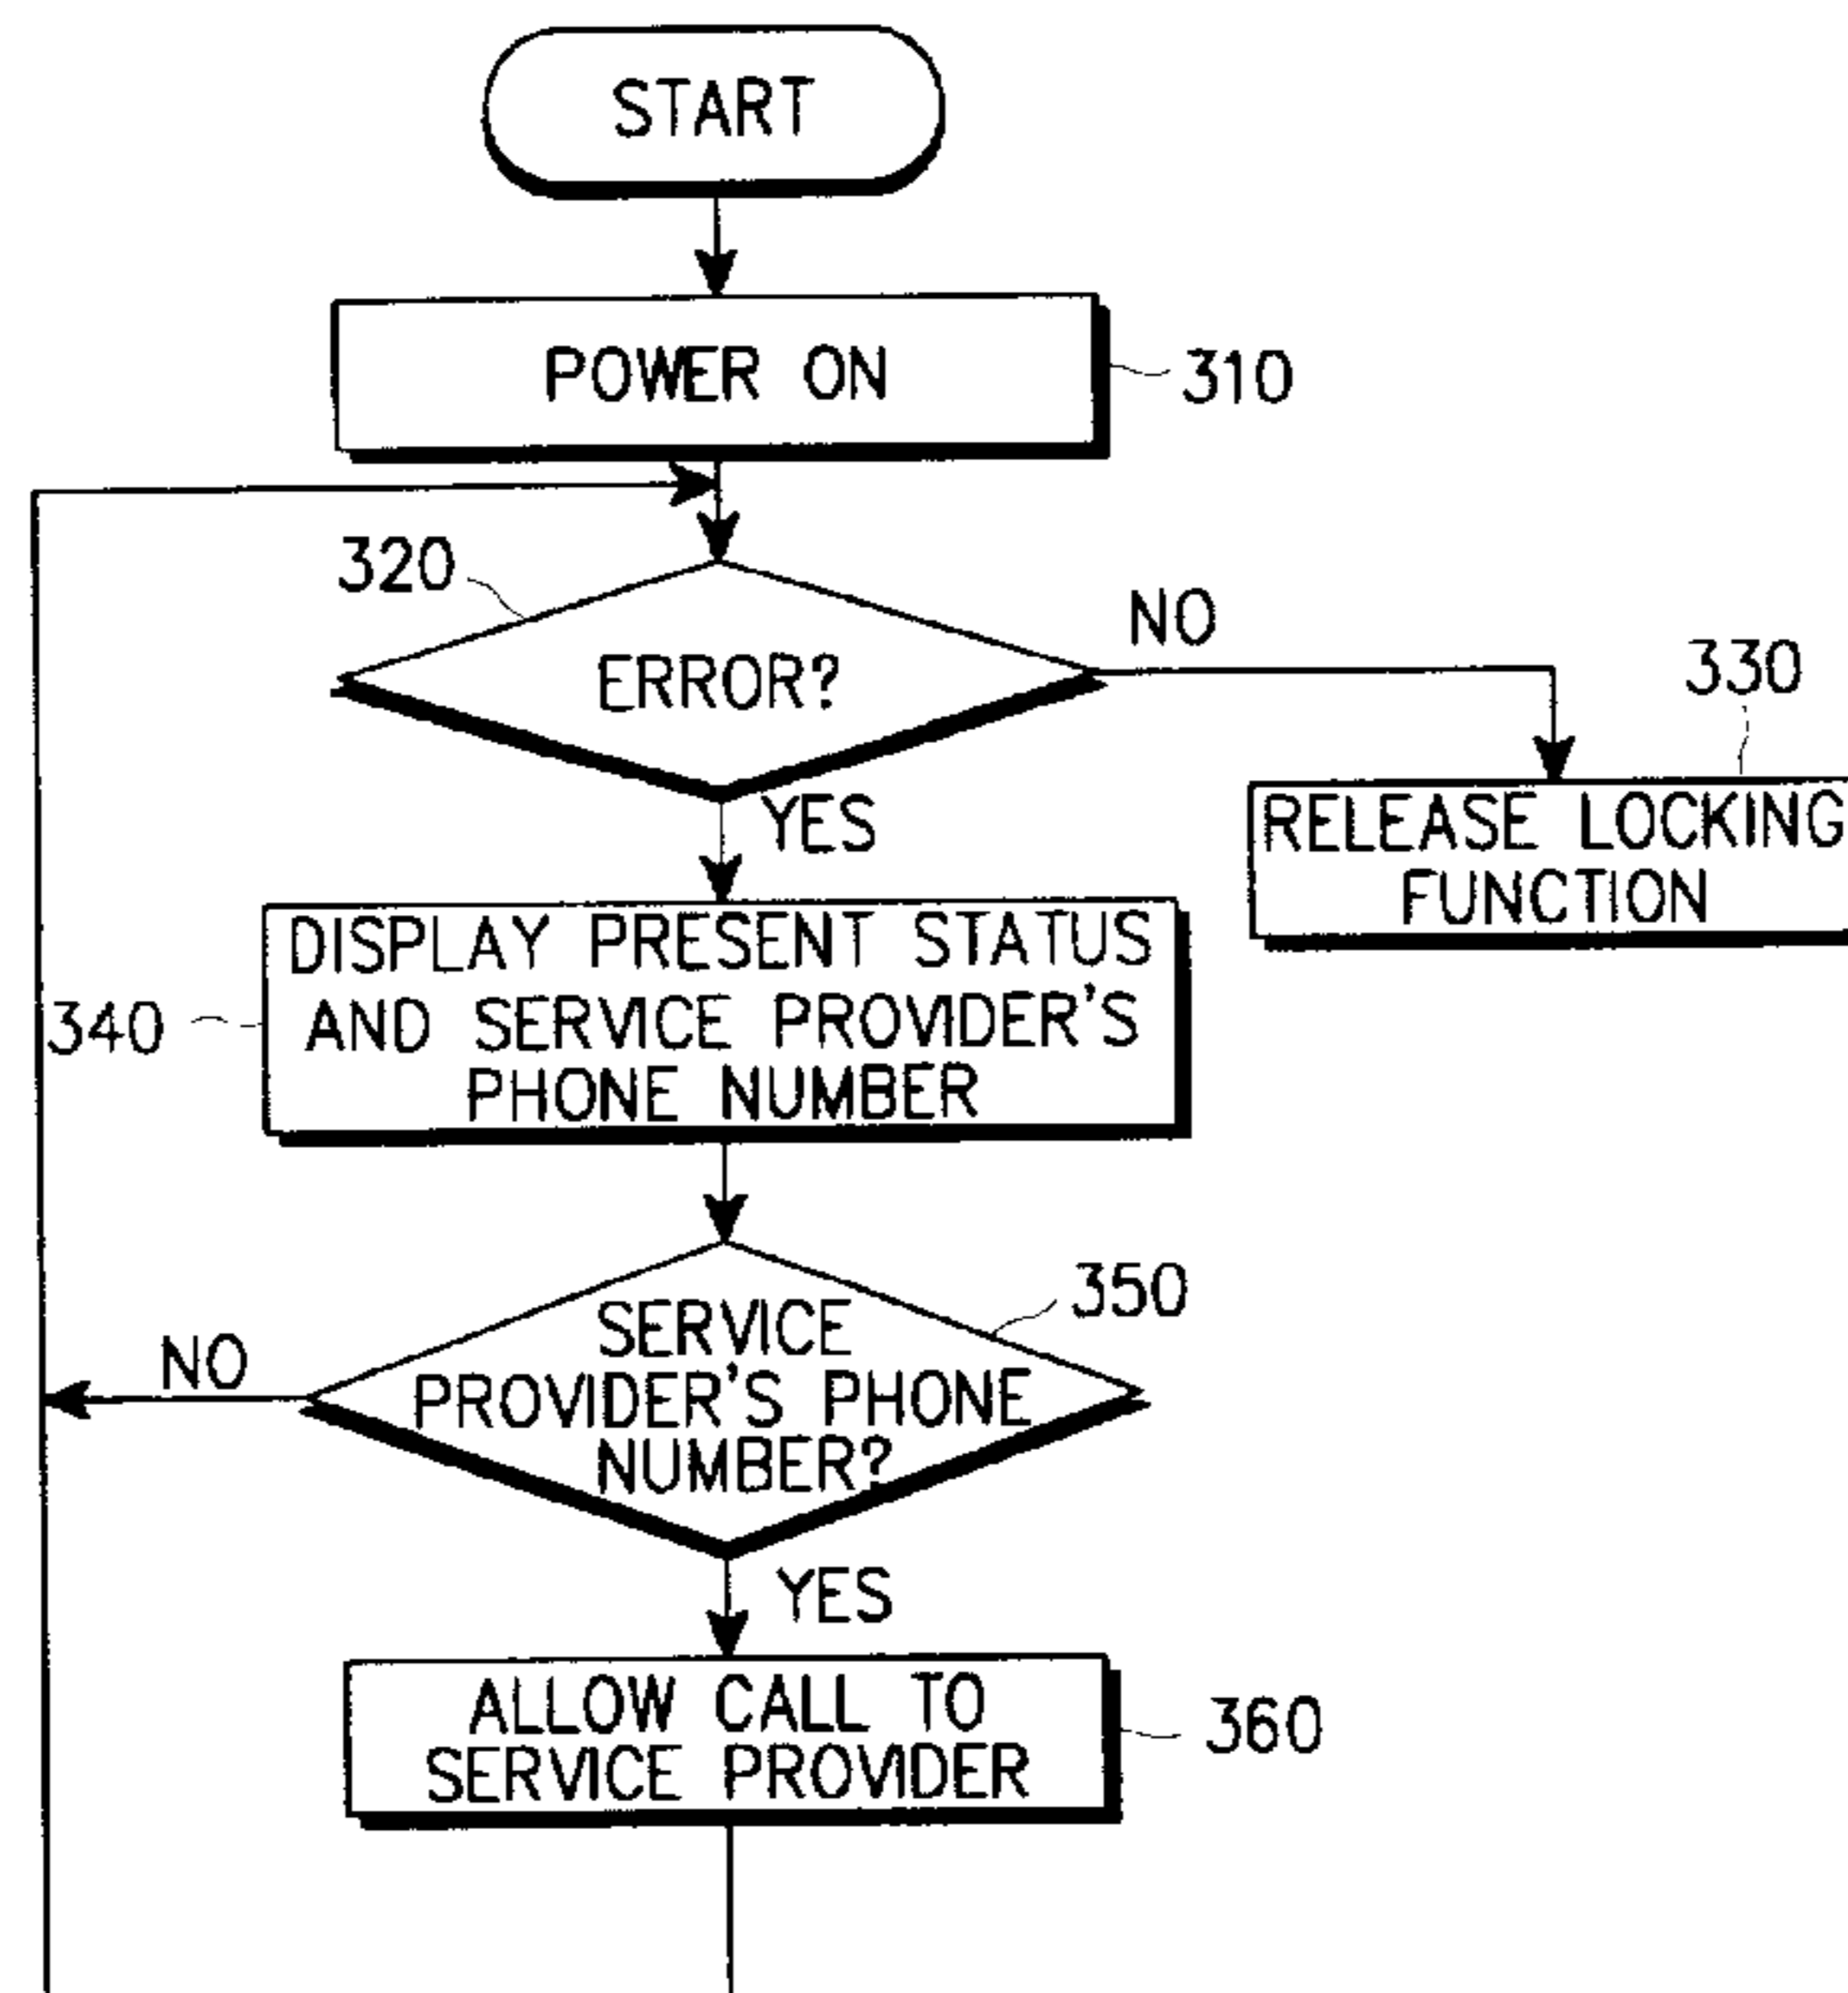 START
POWER ON
310
320
ERROR?
NO
330
RELEASE LOCKING
FUNCTION
YES
DISPLAY PRESENT STATUS
AND SERVICE PROVIDER'S
PHONE NUMBER
340
350
SERVICE
PROVIDER'S PHONE
NUMBER?
NO
YES
ALLOW CALL TO
SERVICE PROVIDER
360